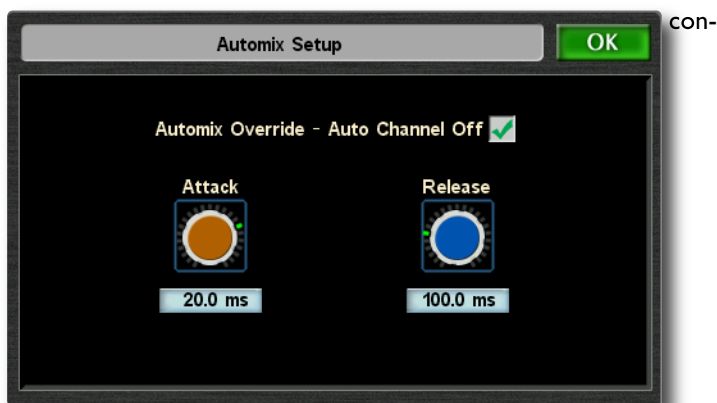 con-
Automix Setup
OK
Automix Override - Auto Channel Off
Attack
Release
20.0 ms
100.0 ms